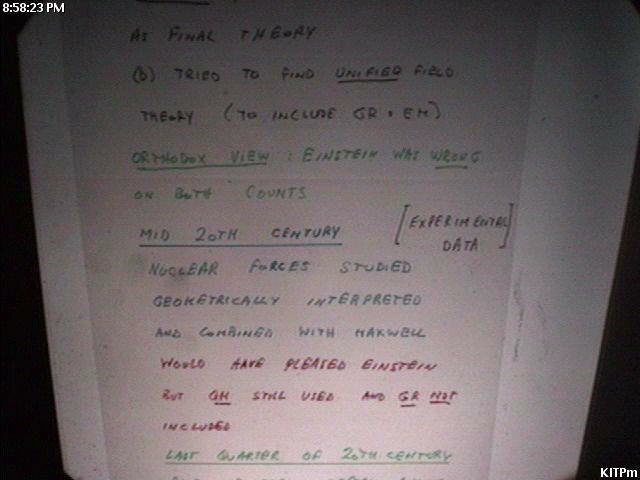 8:58:23 PM
AS FINAL THEORY
(b) TRIED TO FIND UNIFIED FIELD
THEORY (TO INCLUDE GR + EM)
ORTHODOX VIEW : EINSTEIN WAS WRONG
ON BOTH COUNTS
MID 20TH CENTURY [EXPERIMENTAL DATA]
NUCLEAR FORCES STUDIED
GEOMETRICALLY INTERPRETED
AND COMBINED WITH MAXWELL
WOULD HAVE PLEASED EINSTEIN
BUT QM STILL USED AND GR NOT
INCLUDED
LAST QUARTER OF 20TH CENTURY
KITPm